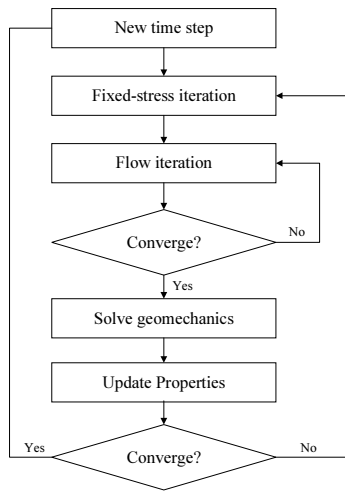 New time step
Fixed-stress iteration
Flow iteration
No
Converge?
Yes
Solve geomechanics
Update Properties
Yes
Converge?
No